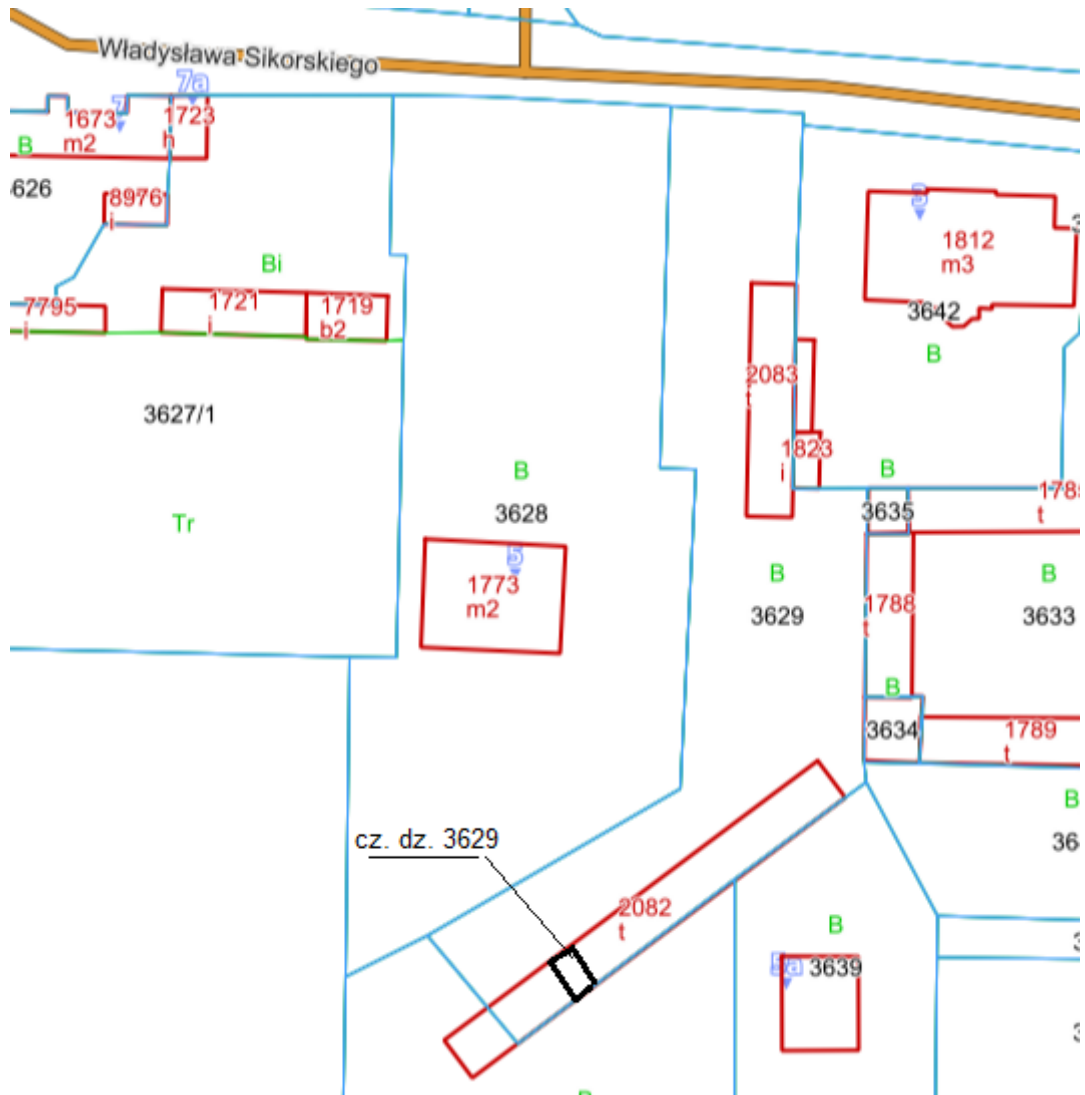 Władysława Sikorskiego
7a
7
1673
m2
1723
h
B
8976
i
3
1812
m3
3642
B
Bi
7795
i
1721
i
1719
b2
3627/1
2083
t
1823
i
B
B
3628
Tr
3635
t
5
1773
m2
B
3629
1788
t
B
3633
B
3634
1789
t
B
cz. dz. 3629
2082
t
B
5a
3639